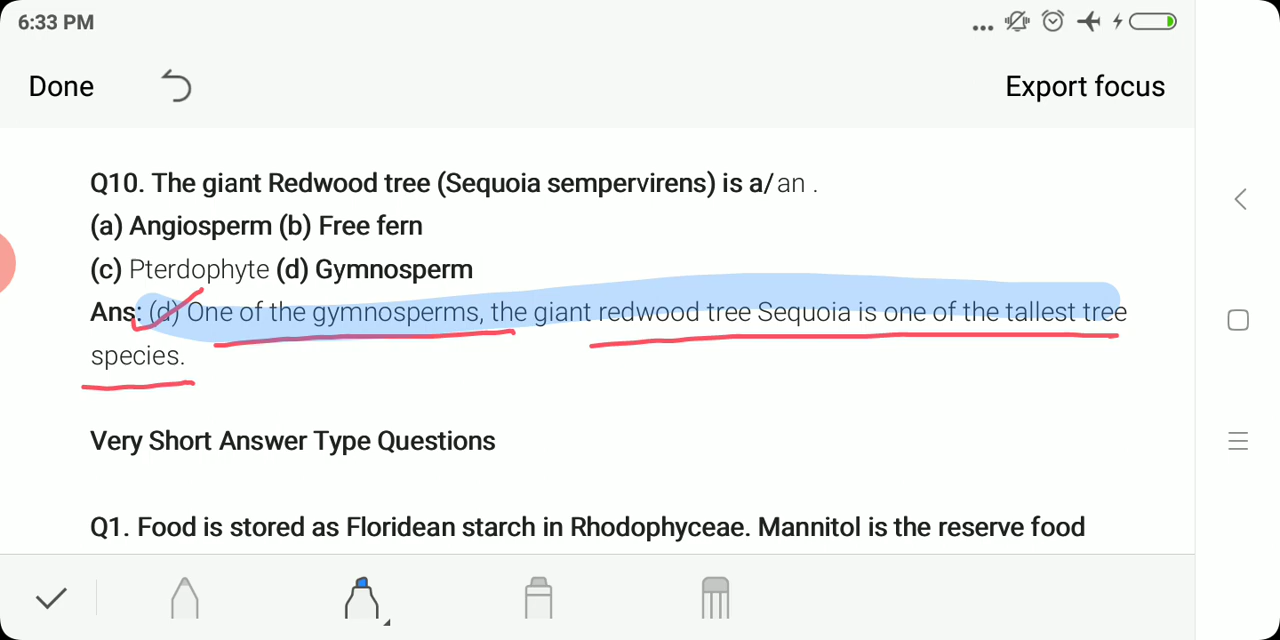 6:33 PM
Done
Export focus
Q10. The giant Redwood tree (Sequoia sempervirens) is a/an .
(a) Angiosperm (b) Free fern
(c) Pterdophyte (d) Gymnosperm
Ans: (d) One of the gymnosperms, the giant redwood tree Sequoia is one of the tallest tree
species.
Very Short Answer Type Questions
Q1. Food is stored as Floridean starch in Rhodophyceae. Mannitol is the reserve food